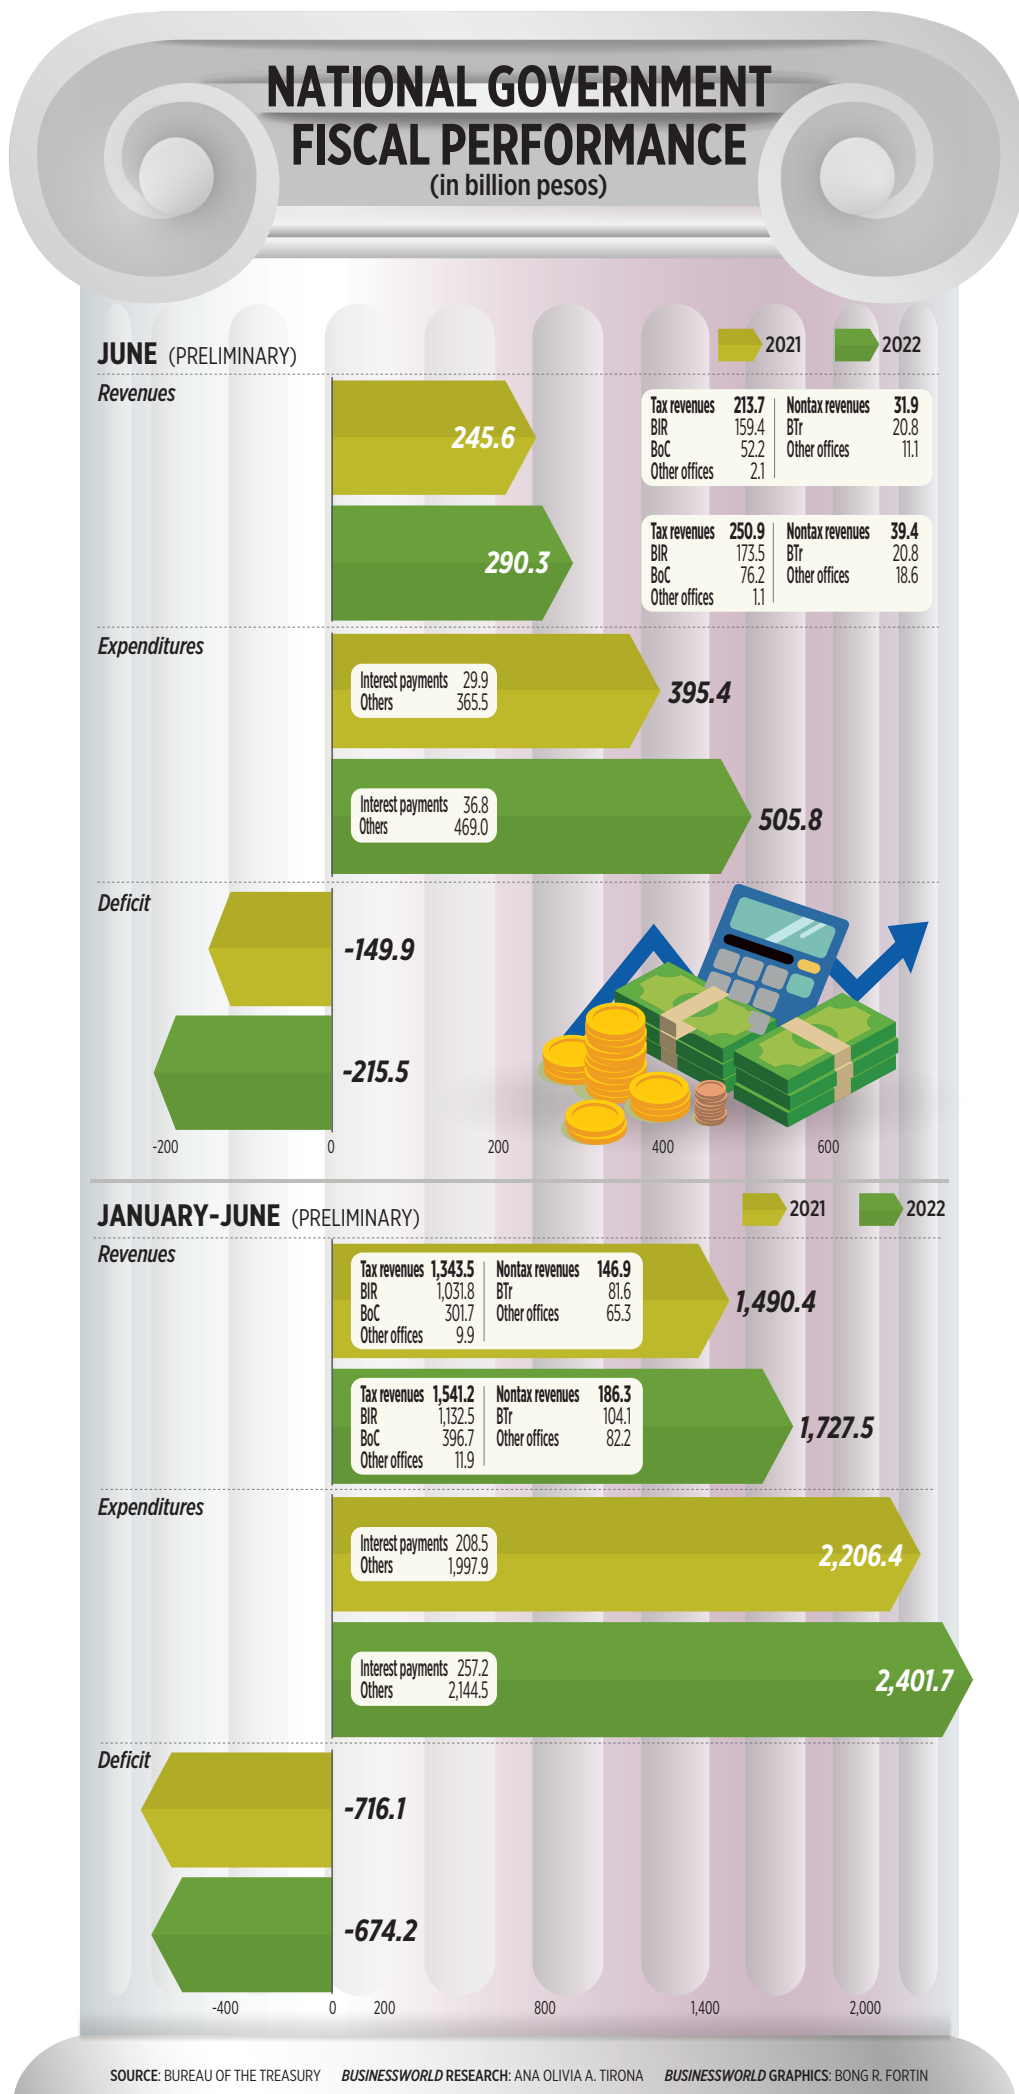 NATIONAL GOVERNMENT
FISCAL PERFORMANCE
(in billion pesos)
JUNE (PRELIMINARY)
2021 2022
Revenues
245.6
Tax revenues 213.7 Nontax revenues 31.9
BIR 159.4 BTr 20.8
BoC 52.2 Other offices 11.1
Other offices 2.1
290.3
Tax revenues 250.9 Nontax revenues 39.4
BIR 173.5 BTr 20.8
BoC 76.2 Other offices 18.6
Other offices 1.1
Expenditures
Interest payments 29.9
Others 365.5
395.4
Interest payments 36.8
Others 469.0
505.8
Deficit
-149.9
-215.5
-200 0 200 400 600
JANUARY-JUNE (PRELIMINARY)
2021 2022
Revenues
Tax revenues 1,343.5 Nontax revenues 146.9
BIR 1,031.8 BTr 81.6
BoC 301.7 Other offices 65.3
Other offices 9.9
1,490.4
Tax revenues 1,541.2 Nontax revenues 186.3
BIR 1,132.5 BTr 104.1
BoC 396.7 Other offices 82.2
Other offices 11.9
1,727.5
Expenditures
Interest payments 208.5
Others 1,997.9
2,206.4
Interest payments 257.2
Others 2,144.5
2,401.7
Deficit
-716.1
-674.2
-400 0 200 800 1,400 2,000
SOURCE: BUREAU OF THE TREASURY BUSINESSWORLD RESEARCH: ANA OLIVIA A. TIRONA BUSINESSWORLD GRAPHICS: BONG R. FORTIN